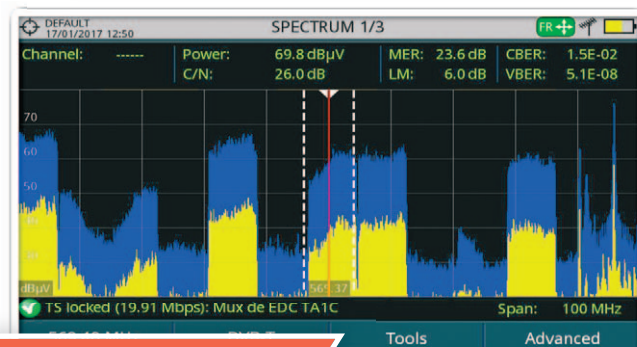 DEFAULT
17/01/2017 12:50
SPECTRUM 1/3
FR
Channel: ------ Power: 69.8 dBµV MER: 23.6 dB CBER: 1.5E-02
C/N: 26.0 dB LM: 6.0 dB VBER: 5.1E-08
70
60
50
dBµV
TS locked (19.91 Mbps): Mux de EDC TA1C Span: 100 MHz
Tools Advanced